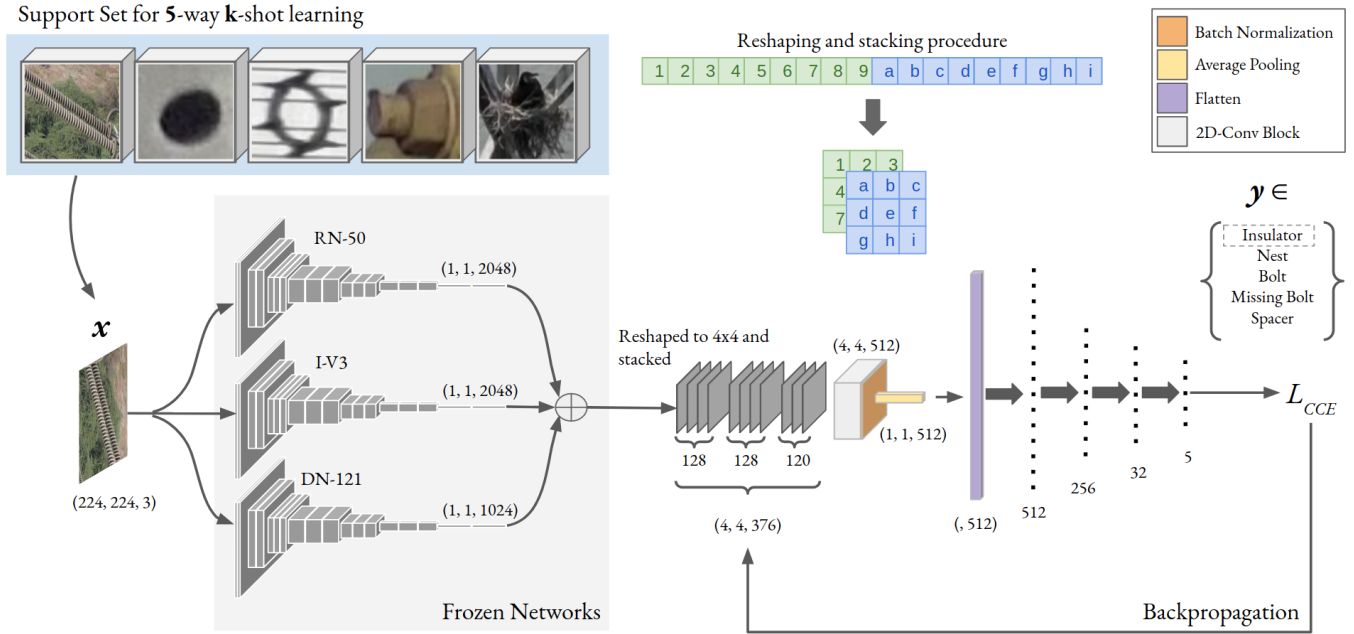 Support Set for 5-way k-shot learning
Reshaping and stacking procedure
1 2 3 4 5 6 7 8 9 a b c d e f g h i
1 2 3
4
7
a b c
d e f
g h i
Batch Normalization
Average Pooling
Flatten
2D-Conv Block
y ∈
Insulator
Nest
Bolt
Missing Bolt
Spacer
x
(224, 224, 3)
RN-50
(1, 1, 2048)
I-V3
(1, 1, 2048)
DN-121
(1, 1, 1024)
Frozen Networks
Reshaped to 4x4 and
stacked
128
128
120
(4, 4, 376)
(4, 4, 512)
(1, 1, 512)
(, 512)
512
256
32
5
L CCE
Backpropagation